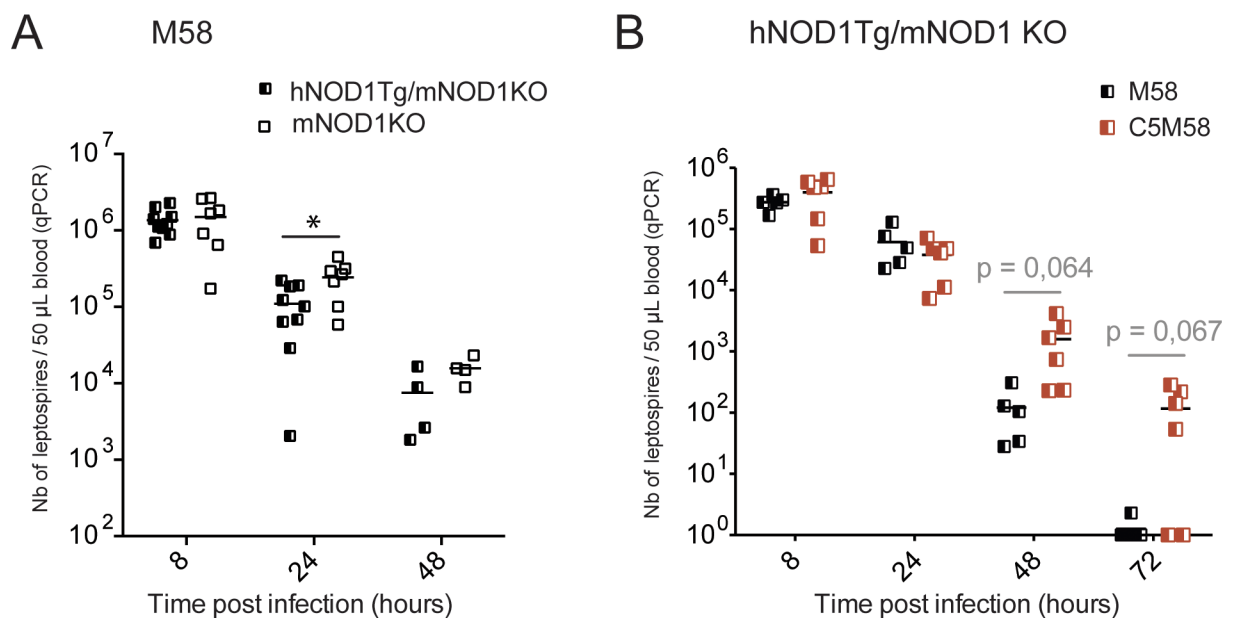 A
M58
hNOD1Tg/mNOD1KO
mNOD1KO
Nb of leptospires / 50 µL blood (qPCR)
10^7
10^6
10^5
10^4
10^3
10^2
*
8
24
48
Time post infection (hours)
B
hNOD1Tg/mNOD1 KO
M58
C5M58
Nb of leptospires / 50 µL blood (qPCR)
10^6
10^5
10^4
10^3
10^2
10^1
10^0
p = 0,064
p = 0,067
8
24
48
72
Time post infection (hours)